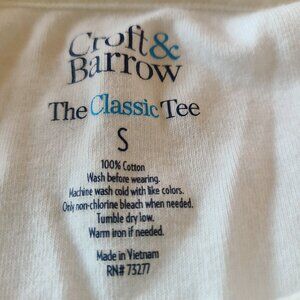 Croft&
Barrow
The Classic Tee
S
100% Cotton
Wash before wearing.
Machine wash cold with like colors.
Only non-chlorine bleach when needed.
Tumble dry low.
Warm iron if needed.
Made in Vietnam
RN# 73277